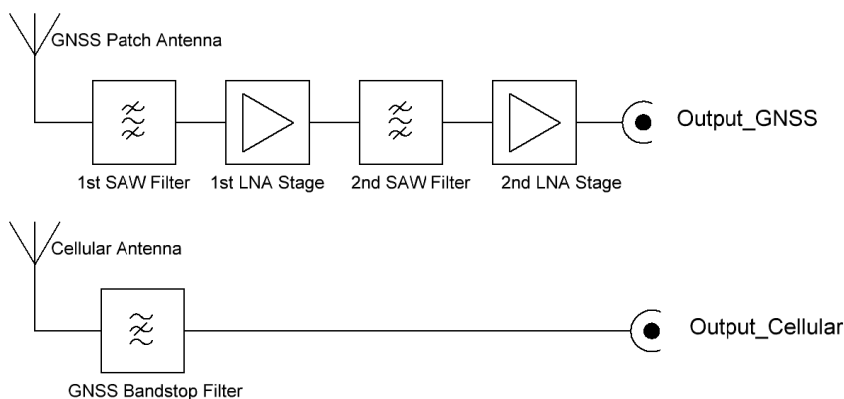 GNSS Patch Antenna
Output_GNSS
1st SAW Filter
1st LNA Stage
2nd SAW Filter
2nd LNA Stage
Cellular Antenna
Output_Cellular
GNSS Bandstop Filter